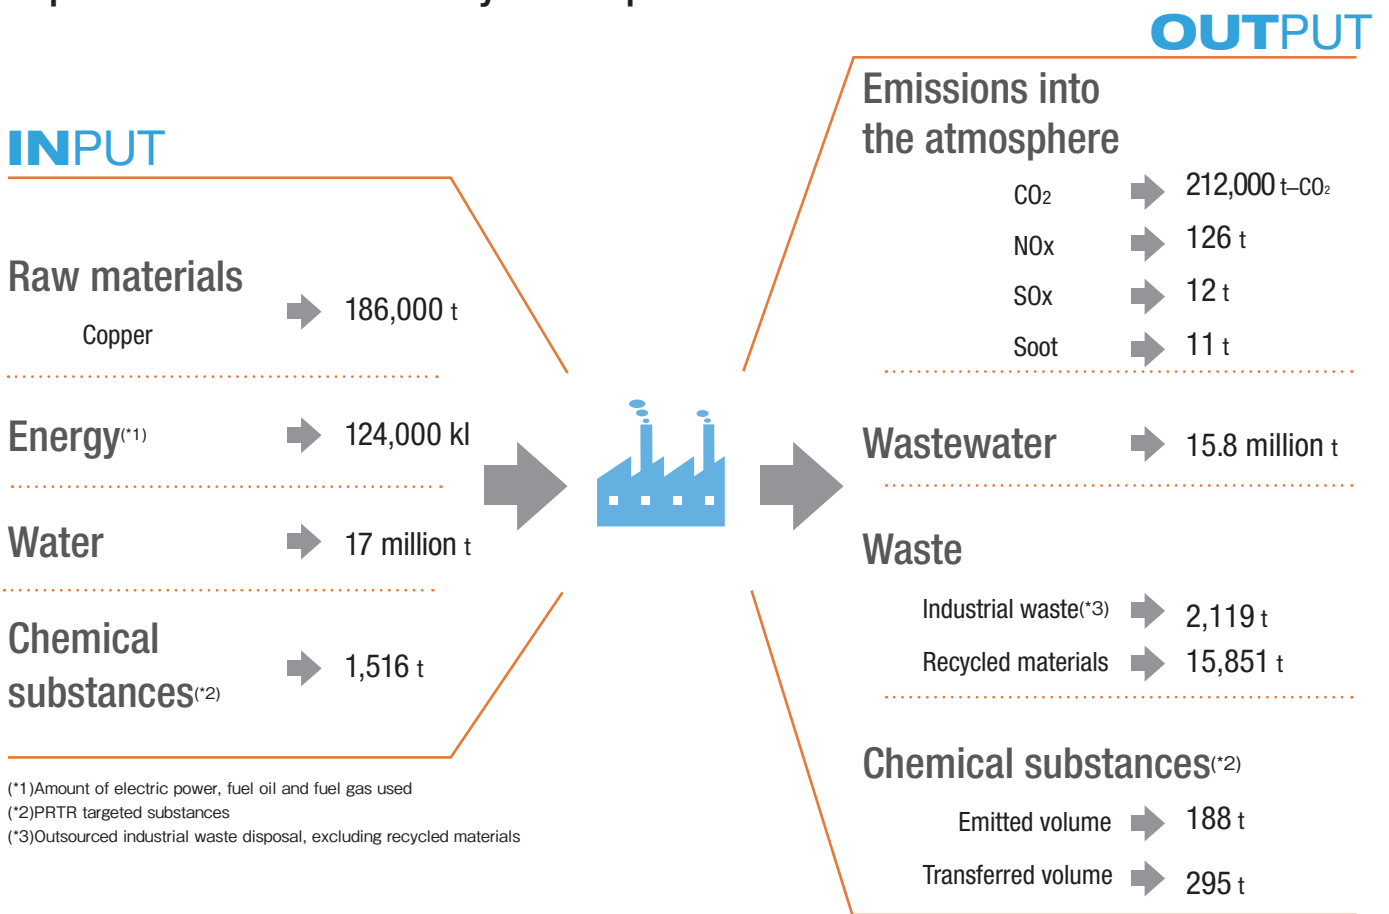 INPUT
Raw materials
Copper
186,000 t
Energy(*1)
124,000 kl
Water
17 million t
Chemical
substances(*2)
1,516 t
(*1)Amount of electric power, fuel oil and fuel gas used
(*2)PRTR targeted substances
(*3)Outsourced industrial waste disposal, excluding recycled materials
OUTPUT
Emissions into
the atmosphere
CO2
212,000 t–CO2
NOx
126 t
SOx
12 t
Soot
11 t
Wastewater
15.8 million t
Waste
Industrial waste(*3)
2,119 t
Recycled materials
15,851 t
Chemical substances(*2)
Emitted volume
188 t
Transferred volume
295 t